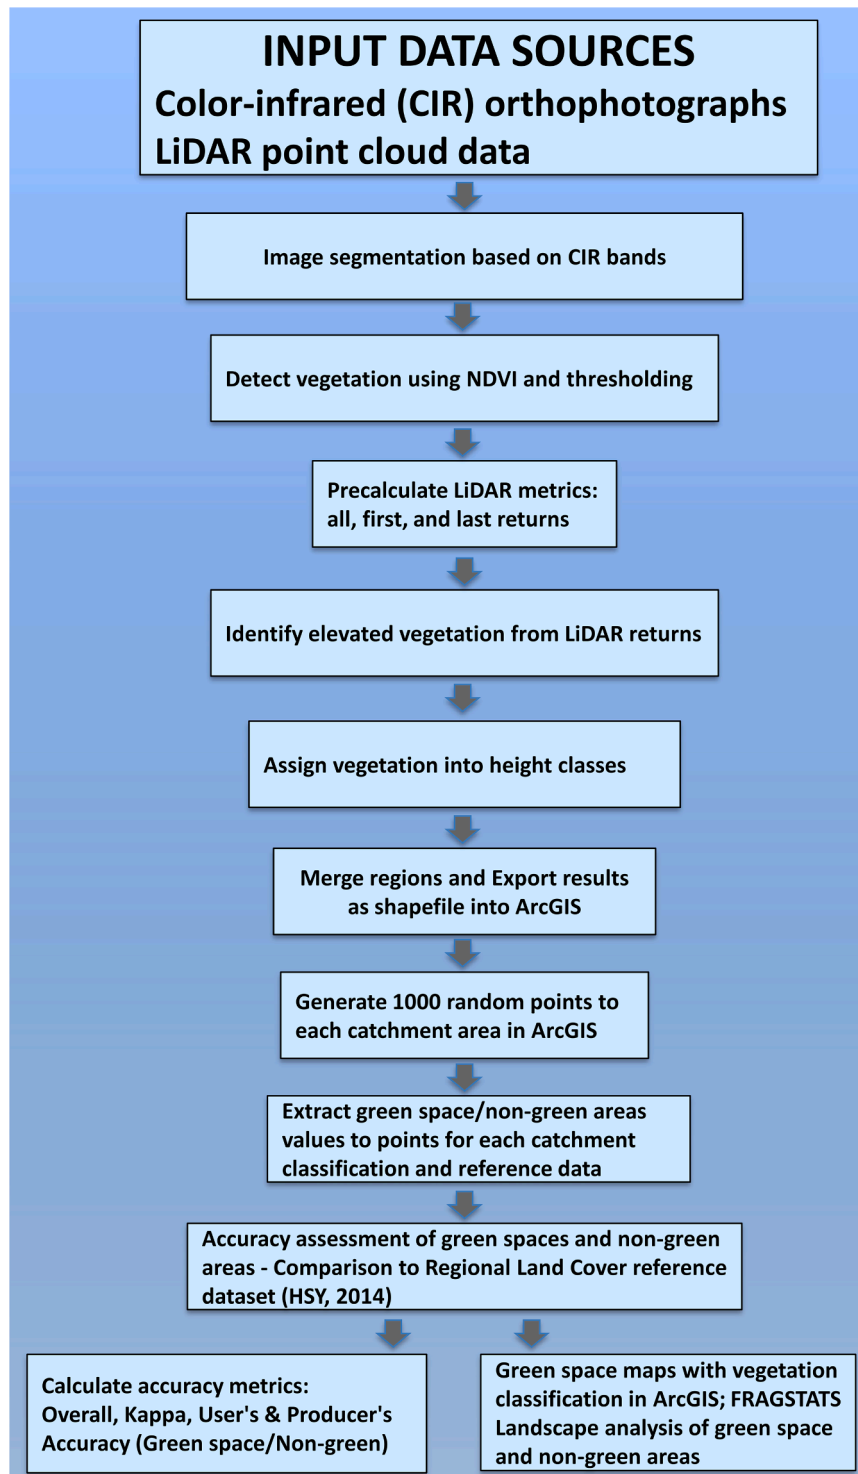 INPUT DATA SOURCES
Color-infrared (CIR) orthophotographs
LiDAR point cloud data
Image segmentation based on CIR bands
Detect vegetation using NDVI and thresholding
Precalculate LiDAR metrics:
all, first, and last returns
Identify elevated vegetation from LiDAR returns
Assign vegetation into height classes
Merge regions and Export results
as shapefile into ArcGIS
Generate 1000 random points to
each catchment area in ArcGIS
Extract green space/non-green areas
values to points for each catchment
classification and reference data
Accuracy assessment of green spaces and non-green
areas - Comparison to Regional Land Cover reference
dataset (HSY, 2014)
Calculate accuracy metrics:
Overall, Kappa, User's & Producer's
Accuracy (Green space/Non-green)
Green space maps with vegetation
classification in ArcGIS; FRAGSTATS
Landscape analysis of green space
and non-green areas